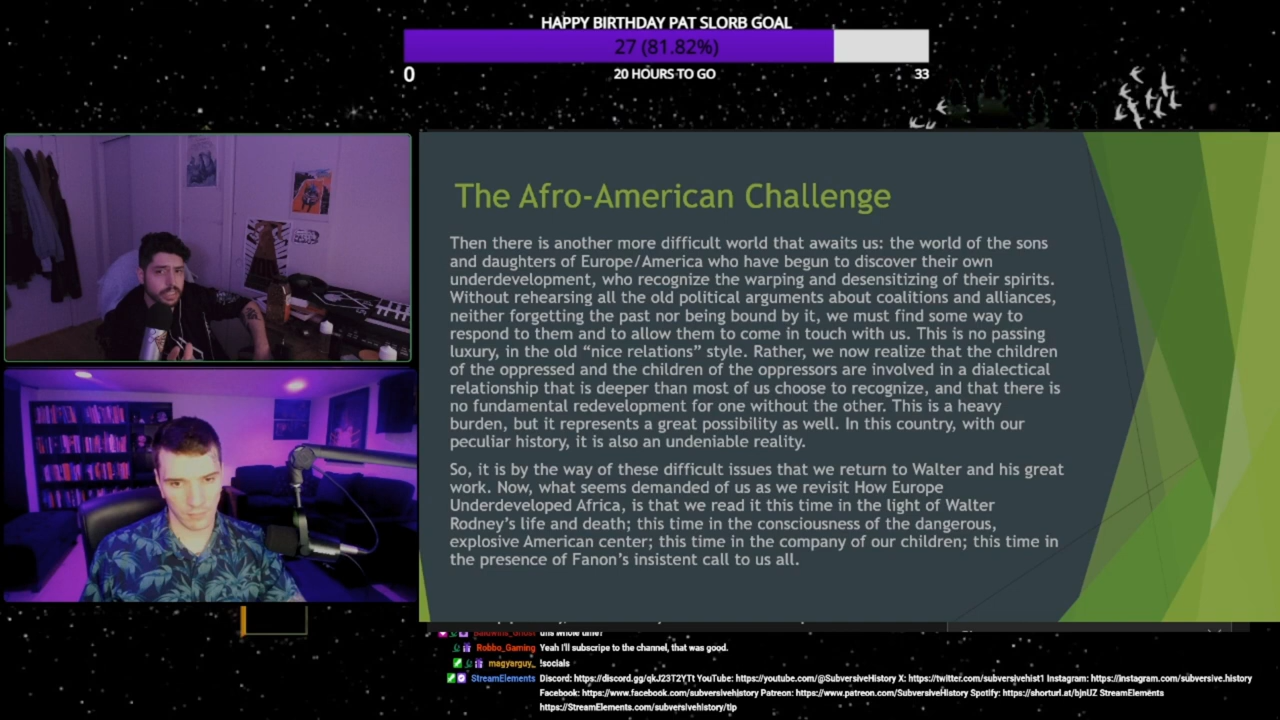 HAPPY BIRTHDAY PAT SLORB GOAL
27 (81.82%)
0
20 HOURS TO GO
33
The Afro-American Challenge
Then there is another more difficult world that awaits us: the world of the sons
and daughters of Europe/America who have begun to discover their own
underdevelopment, who recognize the warping and desensitizing of their spirits.
Without rehearsing all the old political arguments about coalitions and alliances,
neither forgetting the past nor being bound by it, we must find some way to
respond to them and to allow them to come in touch with us. This is no passing
luxury, in the old “nice relations” style. Rather, we now realize that the children
of the oppressed and the children of the oppressors are involved in a dialectical
relationship that is deeper than most of us choose to recognize, and that there is
no fundamental redevelopment for one without the other. This is a heavy
burden, but it represents a great possibility as well. In this country, with our
peculiar history, it is also an undeniable reality.
So, it is by the way of these difficult issues that we return to Walter and his great
work. Now, what seems demanded of us as we revisit How Europe
Underdeveloped Africa, is that we read it this time in the light of Walter
Rodney’s life and death; this time in the consciousness of the dangerous,
explosive American center; this time in the company of our children; this time in
the presence of Fanon’s insistent call to us all.
this whole time?
Robbo_Gaming Yeah I'll subscripe to the channel, that was good.
magyarguy_ !socials
StreamElements Discord: https://discord.gg/qkJ23T2YTt YouTube: https://youtube.com/@SubversiveHistory X: https://twitter.com/subversivehist1 Instagram: https://instagram.com/subversive.history
Facebook: https://www.facebook.com/subversivehistory Patreon: https://www.patreon.com/SubversiveHistory Spotify: https://shorturl.at/bjnUZ StreamElements
https://StreamElements.com/subversivehistory/tip